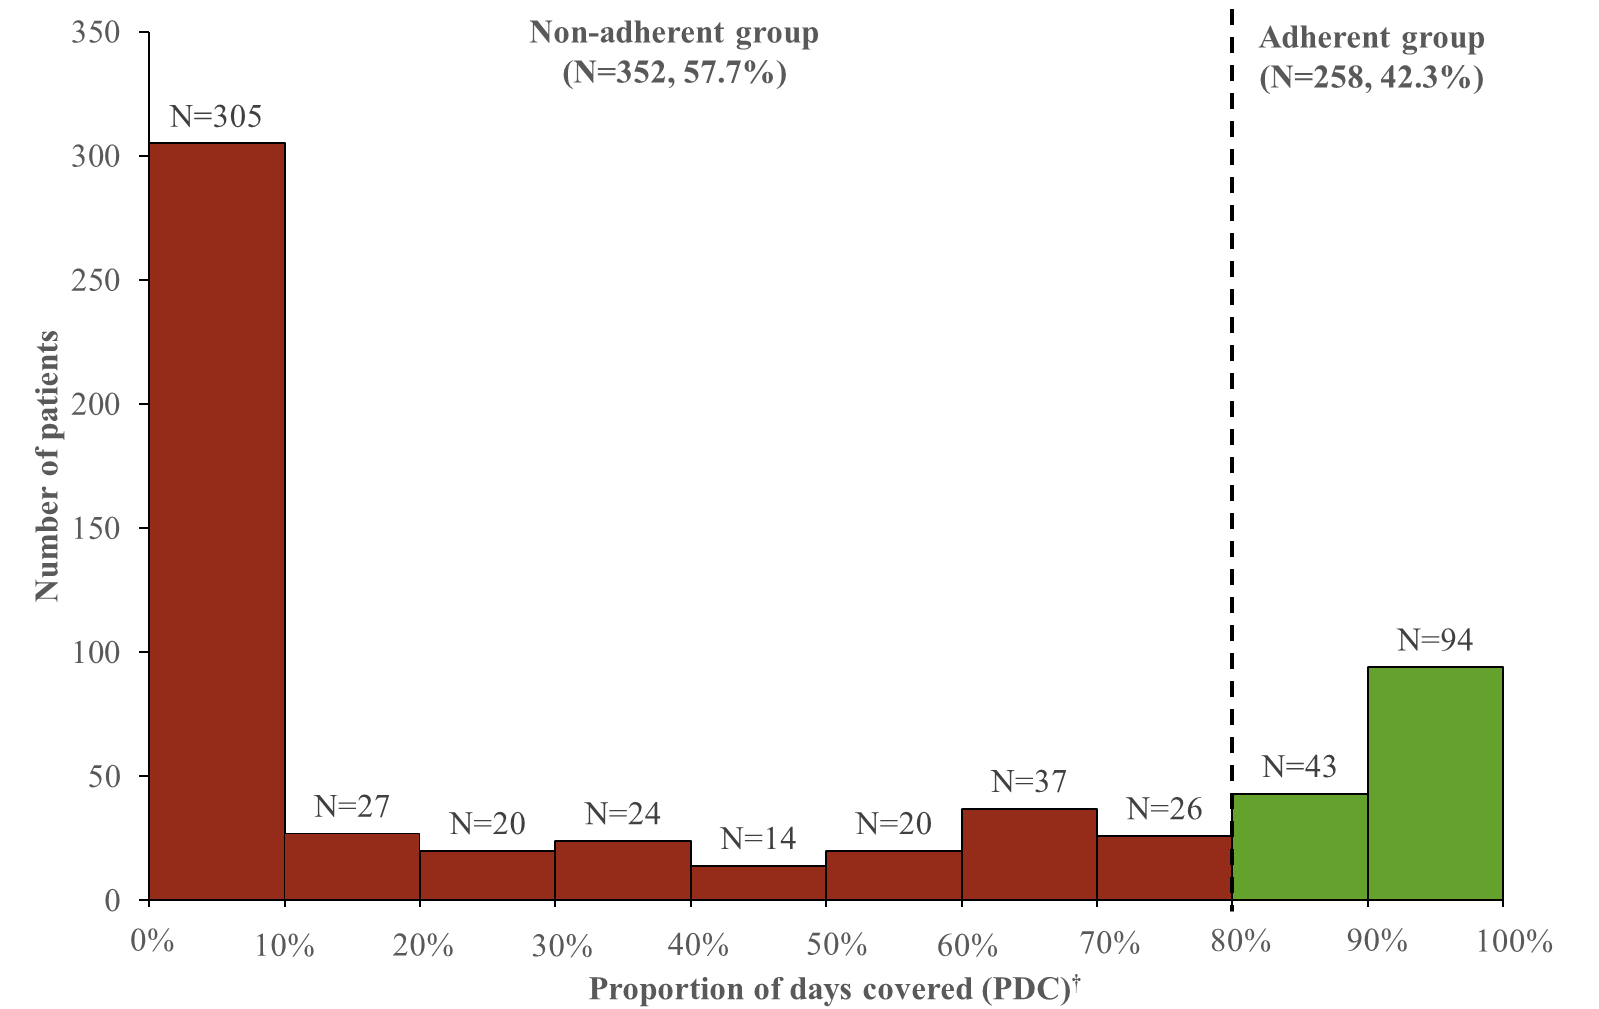 Non-adherent group
(N=352, 57.7%)
Adherent group
(N=258, 42.3%)
350
300
250
200
150
100
50
0
Number of patients
N=305
N=27
N=20
N=24
N=14
N=20
N=37
N=26
N=43
N=94
0% 10% 20% 30% 40% 50% 60% 70% 80% 90% 100%
Proportion of days covered (PDC)†